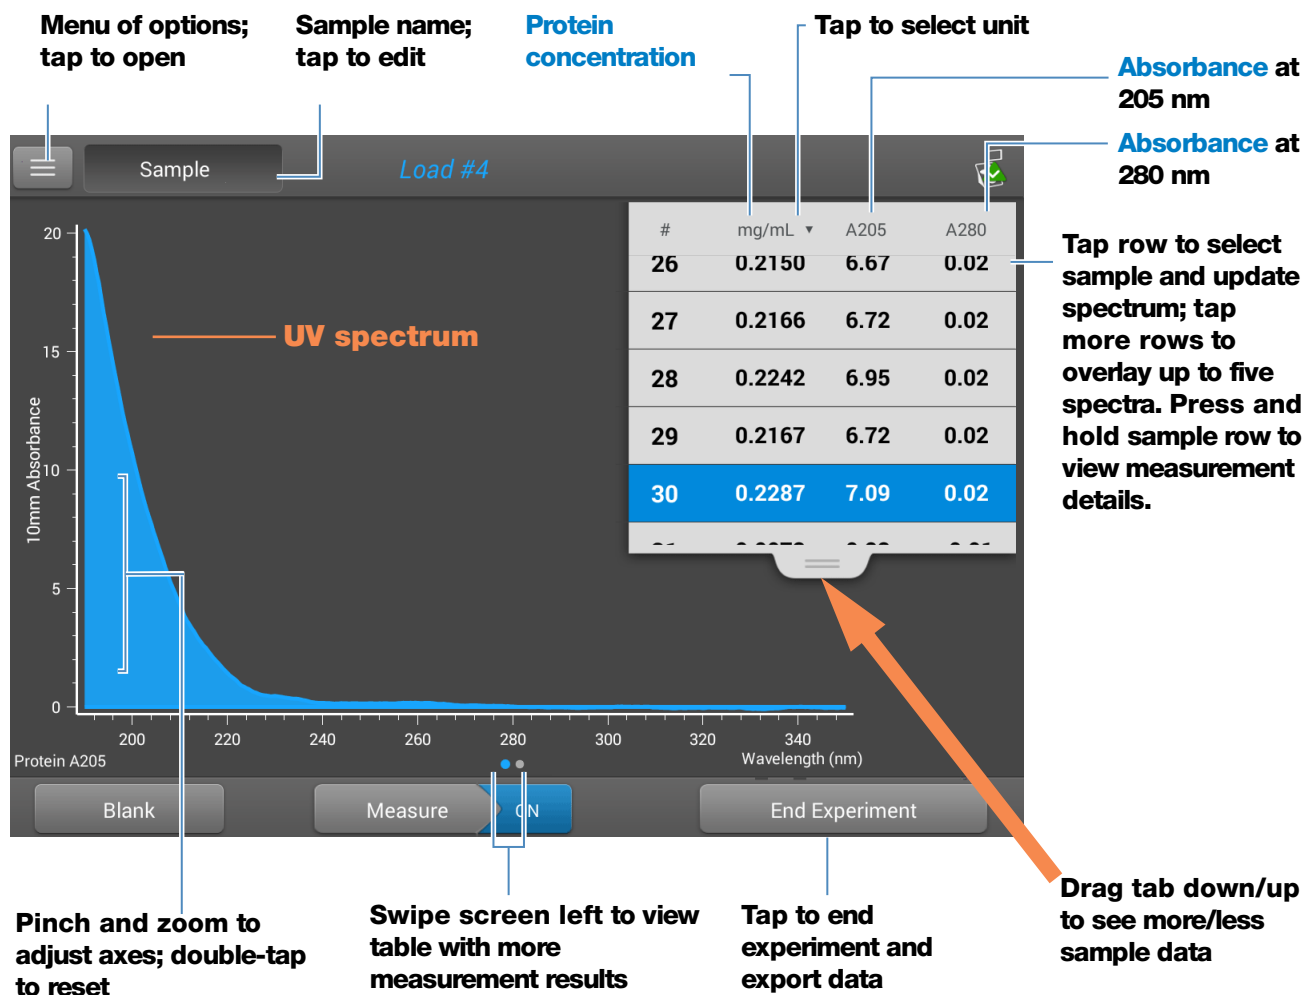 Menu of options;
tap to open
Sample name;
tap to edit
Protein
concentration
Tap to select unit
Absorbance at
205 nm
Absorbance at
280 nm
Sample
Load #4
# mg/mL ▼ A205 A280
26 0.2150 6.67 0.02
27 0.2166 6.72 0.02
28 0.2242 6.95 0.02
29 0.2167 6.72 0.02
30 0.2287 7.09 0.02
Tap row to select
sample and update
spectrum; tap
more rows to
overlay up to five
spectra. Press and
hold sample row to
view measurement
details.
UV spectrum
10mm Absorbance
20
15
10
5
0
200 220 240 260 280 300 320 340
Protein A205
Wavelength (nm)
Blank
Measure
ON
End Experiment
Pinch and zoom to
adjust axes; double-tap
to reset
Swipe screen left to view
table with more
measurement results
Tap to end
experiment and
export data
Drag tab down/up
to see more/less
sample data